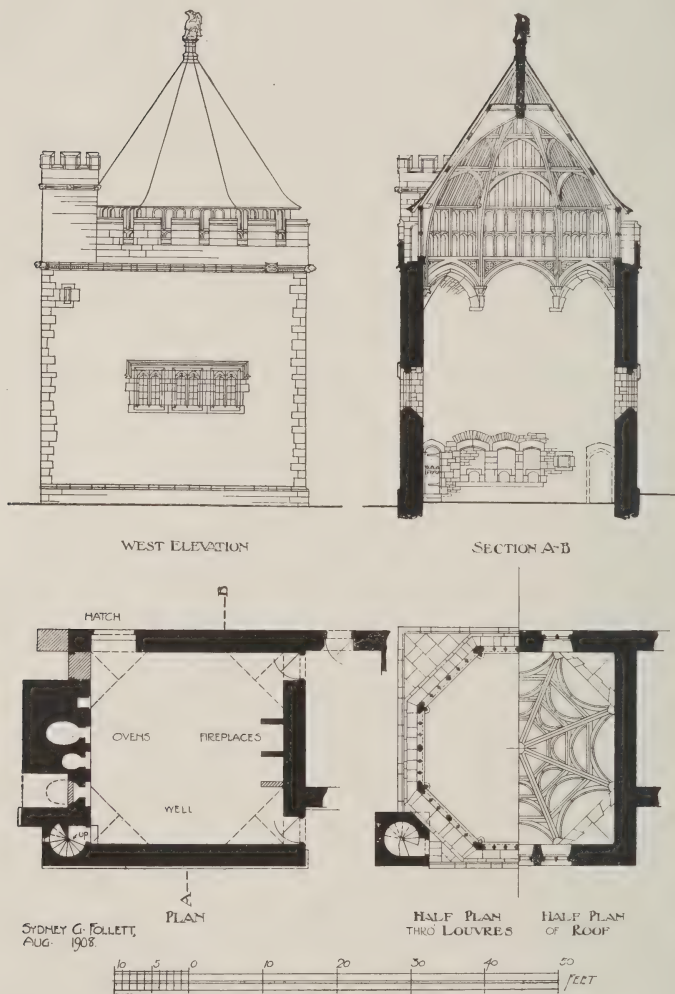 WEST ELEVATION
SECTION A-B
HATCH
B
OVENS
FIREPLACES
WELL
UP
A
PLAN
SYDNEY G. FOLLETT,
AUG. 1908.
HALF PLAN
THRO' LOUVRES
HALF PLAN
OF ROOF
10 5 0 10 20 30 40 50
FEET